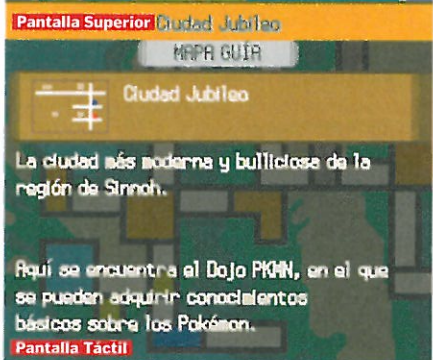 Pantalla Superior Ciudad Jubileo
MAPA GUÍA
Ciudad Jubileo
La ciudad más moderna y bulliciosa de la
región de Sinnoh.
Aquí se encuentra el Dojo PKMN, en el que
se pueden adquirir conocimientos
básicos sobre los Pokémon.
Pantalla Táctil